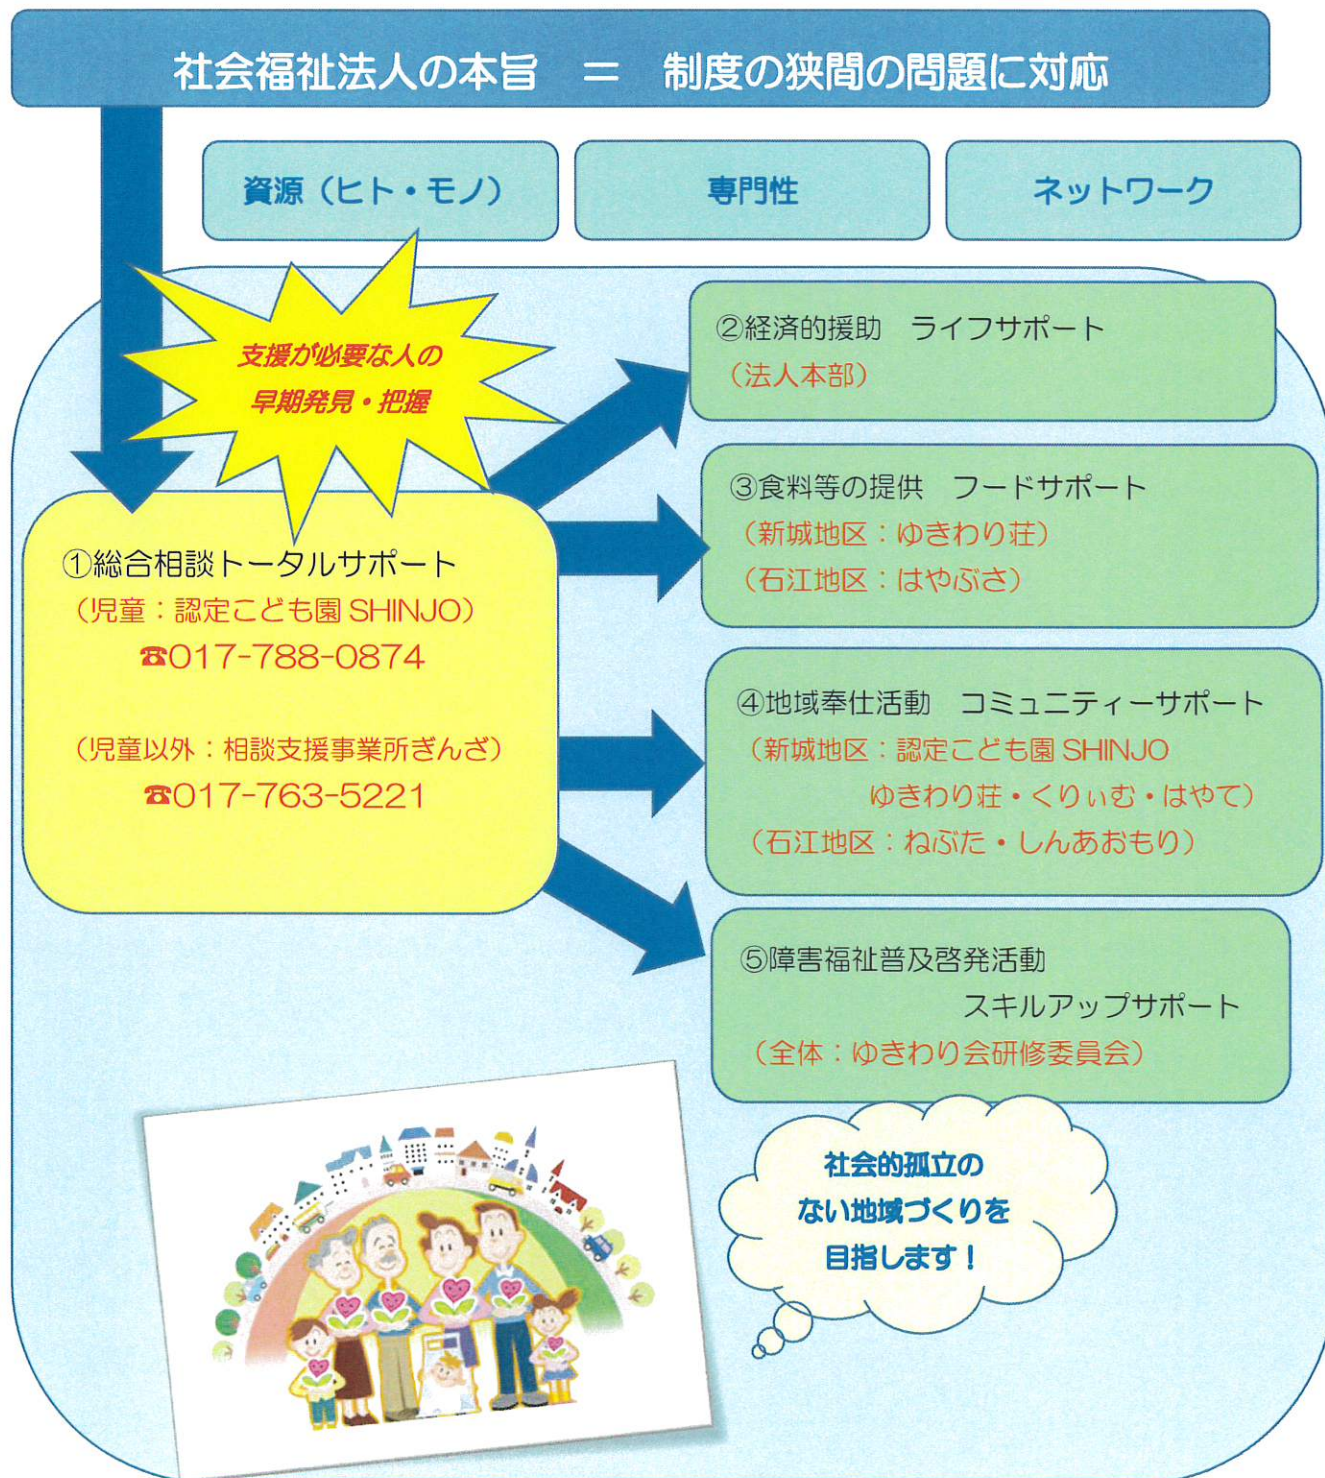 社会福祉法人の本旨　＝　制度の狭間の問題に対応
資源（ヒト・モノ）
専門性
ネットワーク
支援が必要な人の
早期発見・把握
①総合相談トータルサポート
（児童：認定こども園 SHINJO）
☎017-788-0874
（児童以外：相談支援事業所ぎんざ）
☎017-763-5221
②経済的援助　ライフサポート
（法人本部）
③食料等の提供　フードサポート
（新城地区：ゆきわり荘）
（石江地区：はやぶさ）
④地域奉仕活動　コミュニティーサポート
（新城地区：認定こども園 SHINJO
ゆきわり荘・くりぃむ・はやて）
（石江地区：ねぶた・しんあおもり）
⑤障害福祉普及啓発活動
スキルアップサポート
（全体：ゆきわり会研修委員会）
社会的孤立の
ない地域づくりを
目指します！